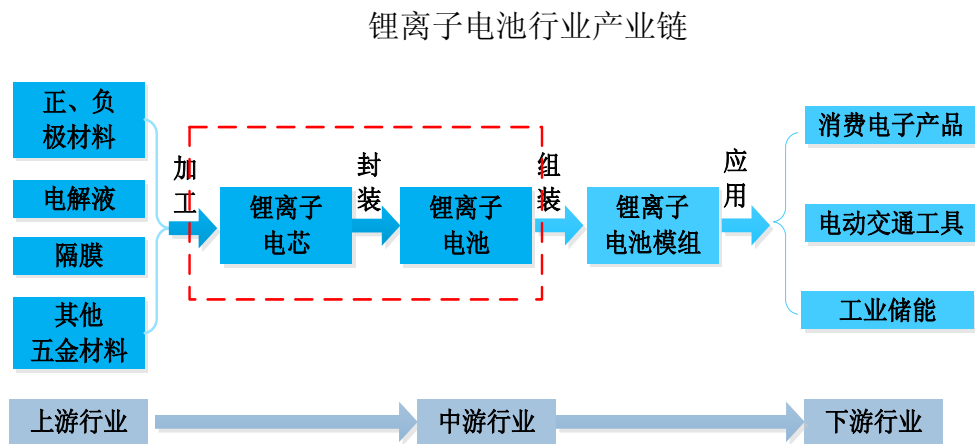 锂离子电池行业产业链
正、负
极材料
电解液
隔膜
其他
五金材料
加
工
锂离子
电芯
封
装
锂离子
电池
组
装
锂离子
电池模组
应
用
消费电子产品
电动交通工具
工业储能
上游行业
中游行业
下游行业